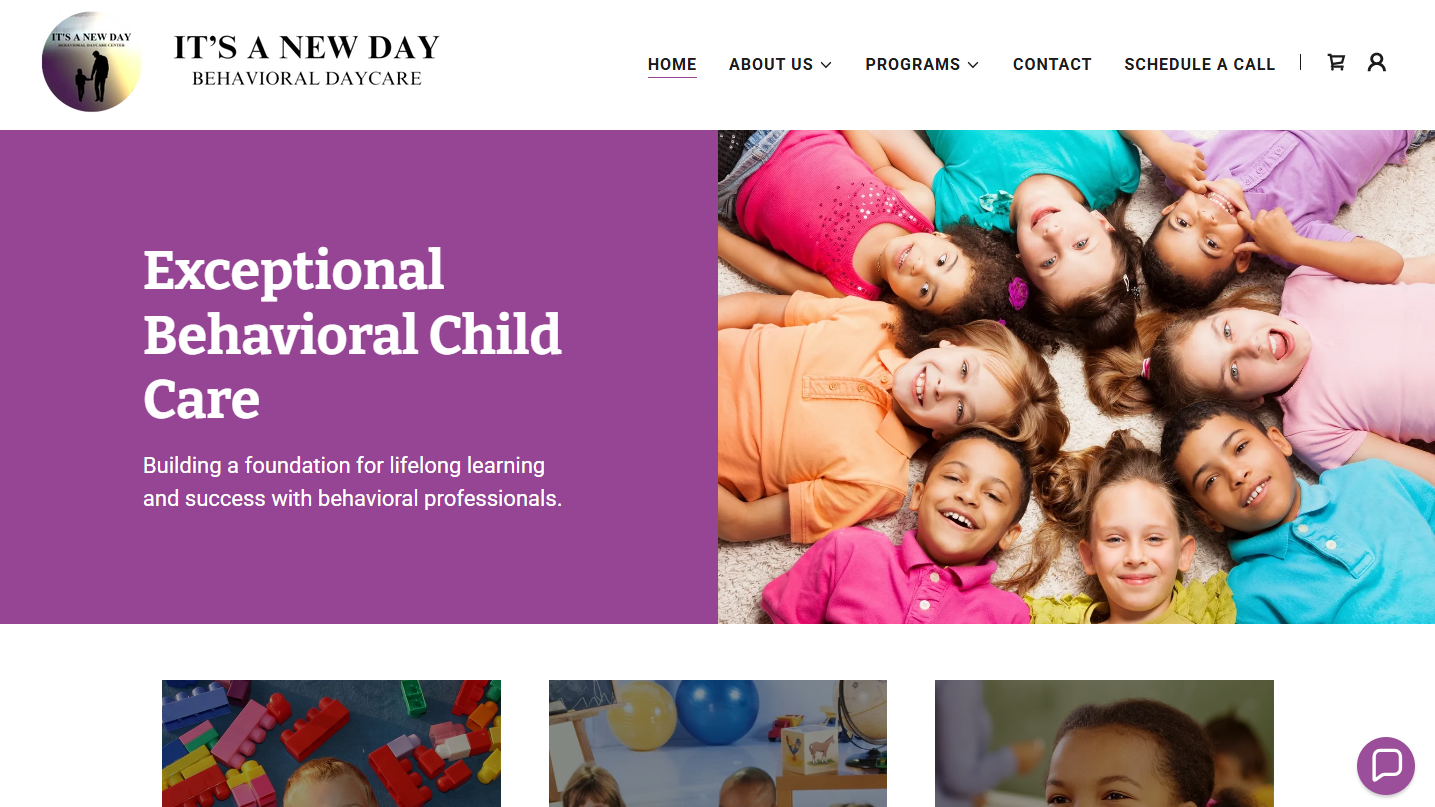 IT'S A NEW DAY
BEHAVIORAL DAYCARE CENTER
IT'S A NEW DAY
BEHAVIORAL DAYCARE
HOME ABOUT US PROGRAMS CONTACT SCHEDULE A CALL
Exceptional
Behavioral Child
Care
Building a foundation for lifelong learning
and success with behavioral professionals.